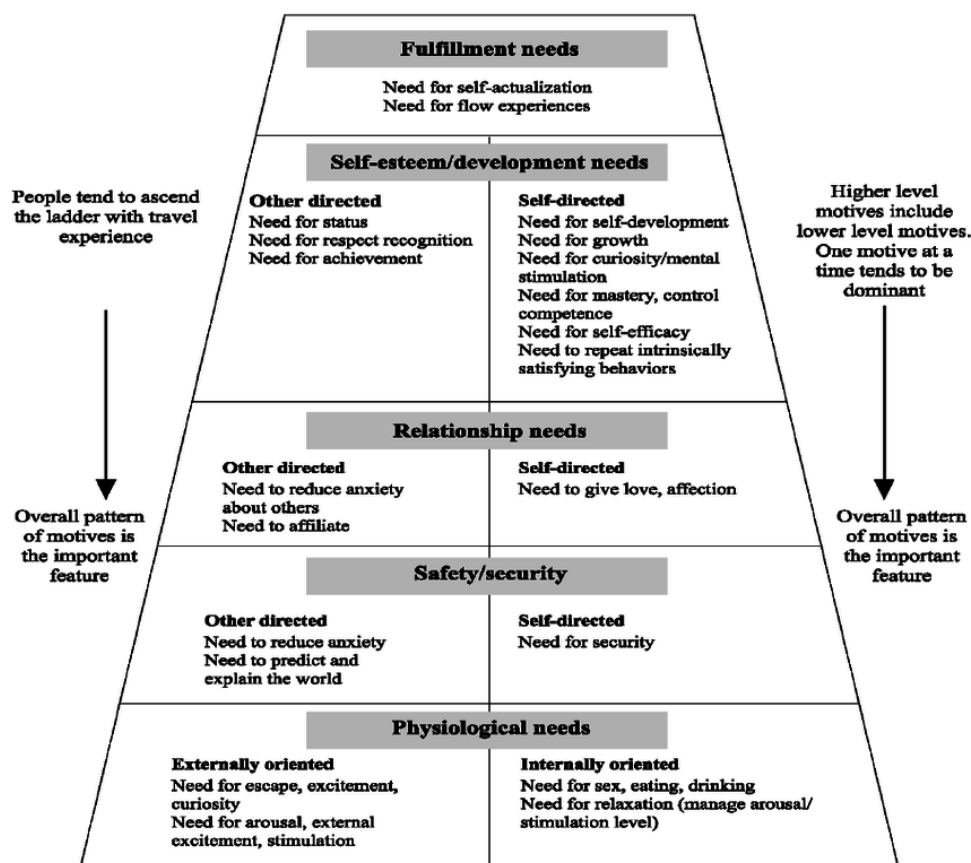 Fulfillment needs
Need for self-actualization
Need for flow experiences
Self-esteem/development needs
People tend to ascend
the ladder with travel
experience
Other directed
Need for status
Need for respect recognition
Need for achievement
Self-directed
Need for self-development
Need for growth
Need for curiosity/mental
stimulation
Need for mastery, control
competence
Need for self-efficacy
Need to repeat intrinsically
satisfying behaviors
Higher level
motives include
lower level motives.
One motive at a
time tends to be
dominant
Relationship needs
Other directed
Need to reduce anxiety
about others
Need to affiliate
Self-directed
Need to give love, affection
Overall pattern
of motives is
the important
feature
Overall pattern
of motives is
the important
feature
Safety/security
Other directed
Need to reduce anxiety
Need to predict and
explain the world
Self-directed
Need for security
Physiological needs
Externally oriented
Need for escape, excitement,
curiosity
Need for arousal, external
excitement, stimulation
Internally oriented
Need for sex, eating, drinking
Need for relaxation (manage arousal/
stimulation level)